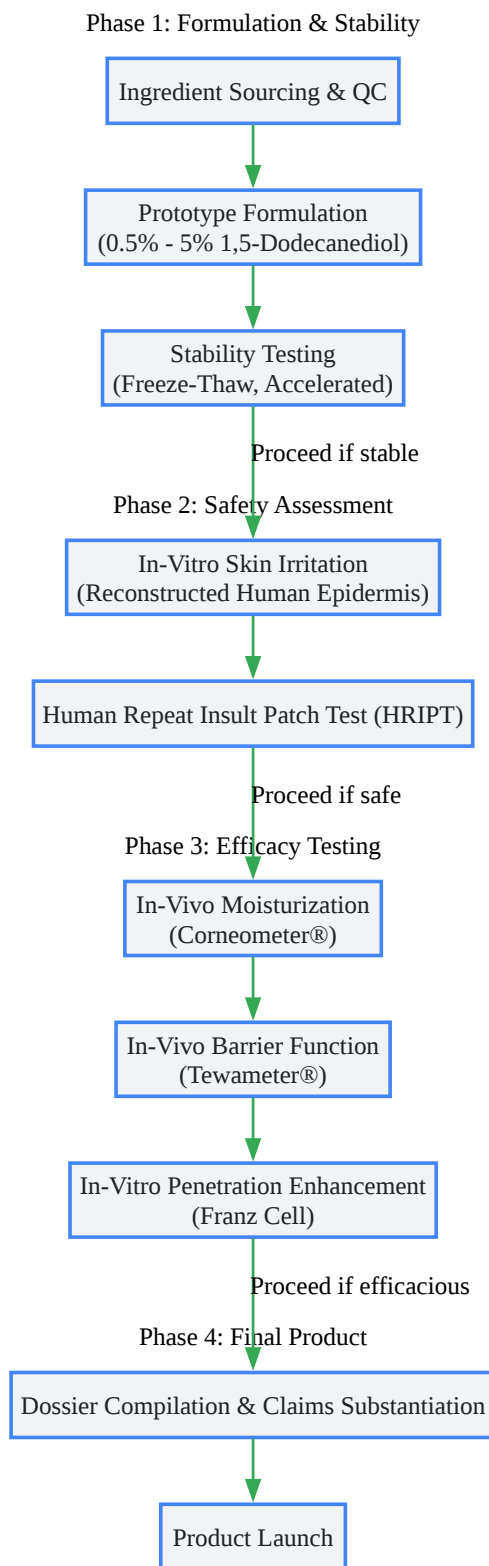 Phase 1: Formulation & Stability
Ingredient Sourcing & QC
Prototype Formulation
(0.5% - 5% 1,5-Dodecanediol)
Stability Testing
(Freeze-Thaw, Accelerated)
Proceed if stable
Phase 2: Safety Assessment
In-Vitro Skin Irritation
(Reconstructed Human Epidermis)
Human Repeat Insult Patch Test (HRIPT)
Proceed if safe
Phase 3: Efficacy Testing
In-Vivo Moisturization
(Corneometer®)
In-Vivo Barrier Function
(Tewameter®)
In-Vitro Penetration Enhancement
(Franz Cell)
Proceed if efficacious
Phase 4: Final Product
Dossier Compilation & Claims Substantiation
Product Launch